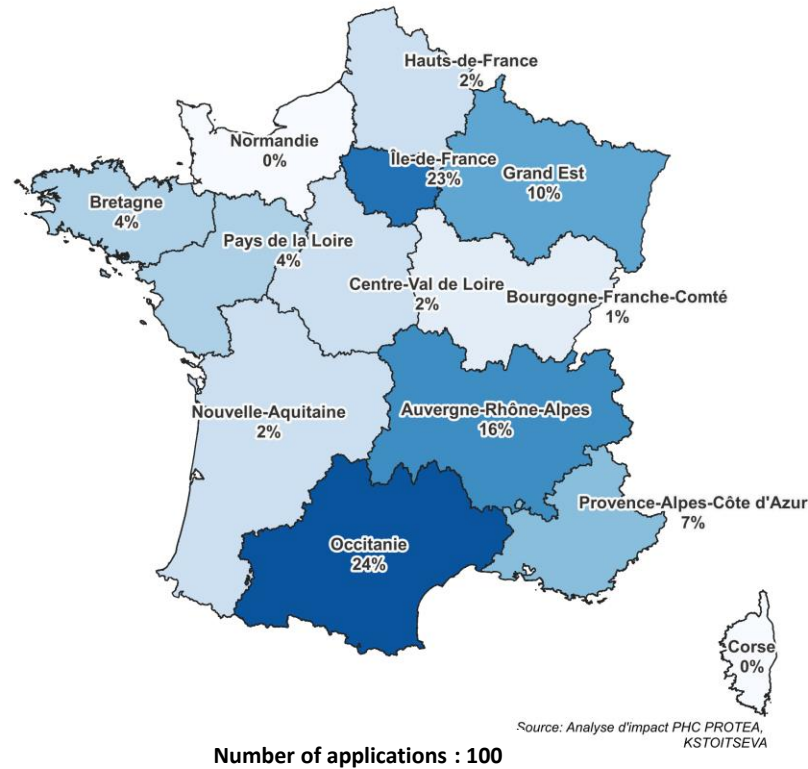 Hauts-de-France
2%
Normandie
0%
Île-de-France
23%
Grand Est
10%
Bretagne
4%
Pays de la Loire
4%
Centre-Val de Loire
2%
Bourgogne-Franche-Comté
1%
Nouvelle-Aquitaine
2%
Auvergne-Rhône-Alpes
16%
Provence-Alpes-Côte d'Azur
7%
Occitanie
24%
Corse
0%
Source: Analyse d'impact PHC PROTEA,
KSTOITSEVA
Number of applications : 100